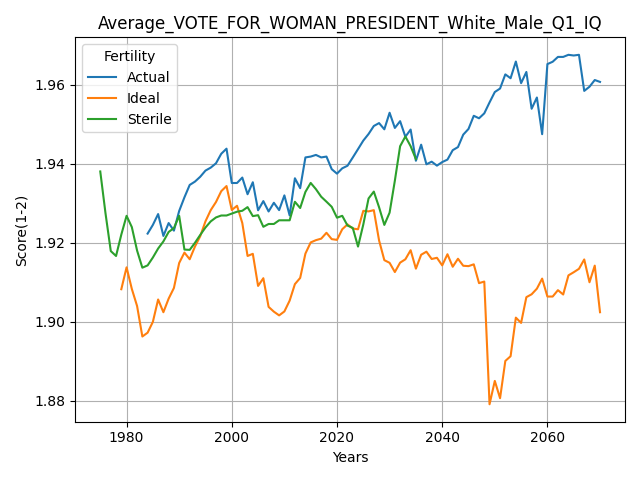 Average_VOTE_FOR_WOMAN_PRESIDENT_White_Male_Q1_IQ
Fertility
Actual
Ideal
Sterile
1.96
1.94
1.92
1.90
1.88
Score(1-2)
1980
2000
2020
2040
2060
Years